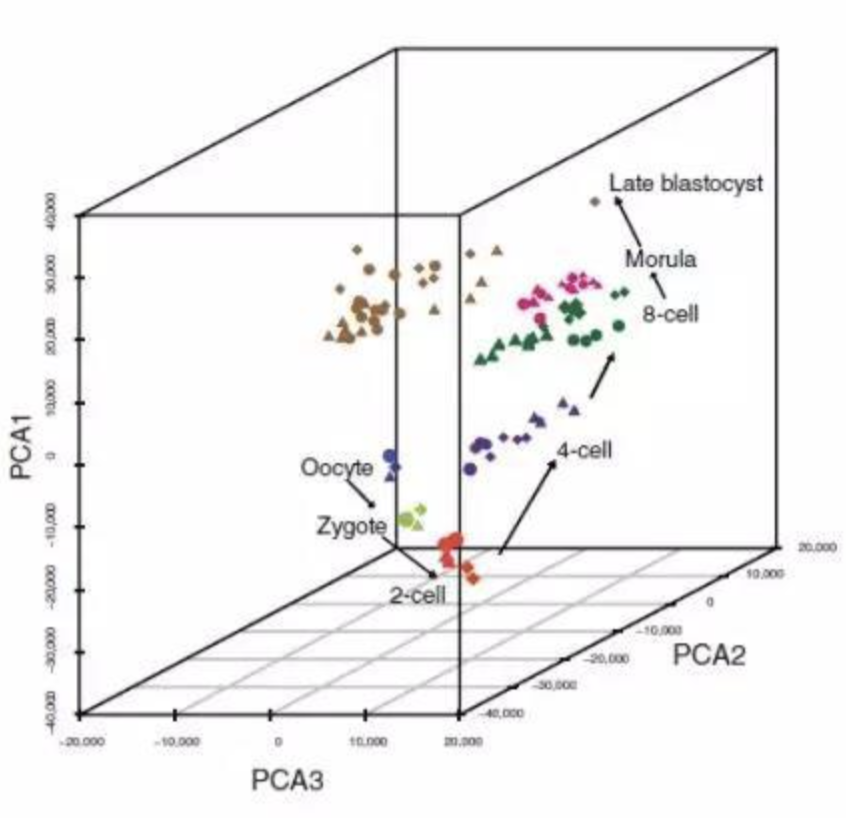 Late blastocyst
Morula
8-cell
4-cell
Oocyte
Zygote
2-cell
PCA1
40,000
30,000
20,000
10,000
0
-10,000
-20,000
-30,000
-40,000
PCA3
-20,000
-10,000
0
10,000
20,000
PCA2
20,000
10,000
0
-10,000
-20,000
-30,000
-40,000